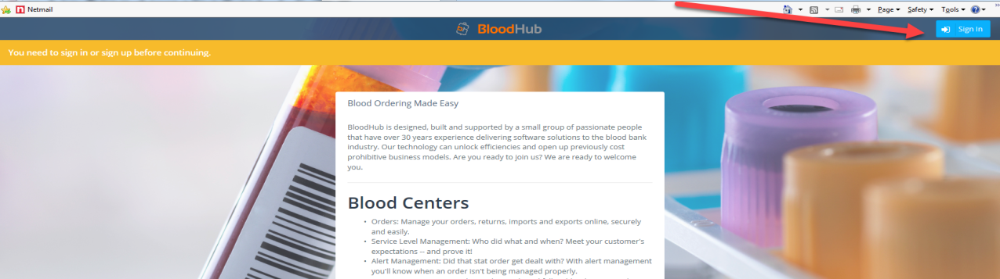 Netmail
Page
Safety
Tools
»
BloodHub
Sign In
You need to sign in or sign up before continuing.
Blood Ordering Made Easy
BloodHub is designed, built and supported by a small group of passionate people
that have over 30 years experience delivering software solutions to the blood bank
industry. Our technology can unlock efficiencies and open up previously cost
prohibitive business models. Are you ready to join us? We are ready to welcome
you.
Blood Centers
• Orders: Manage your orders, returns, imports and exports online, securely
and easily.
• Service Level Management: Who did what and when? Meet your customer's
expectations -- and prove it!
• Alert Management: Did that stat order get dealt with? With alert management
you'll know when an order isn't being managed properly.